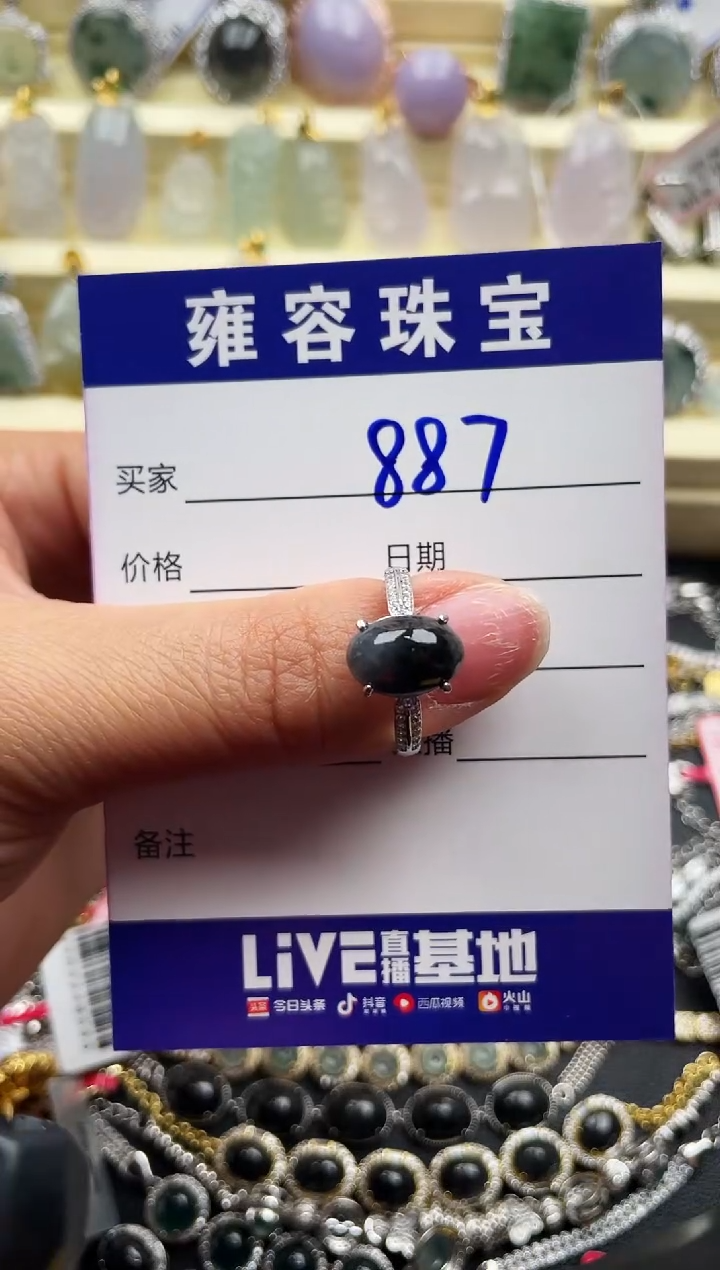 雍容珠宝
买家 887
价格 日期
播
备注
LiVE直播基地
今日头条 抖音 西瓜视频 火山